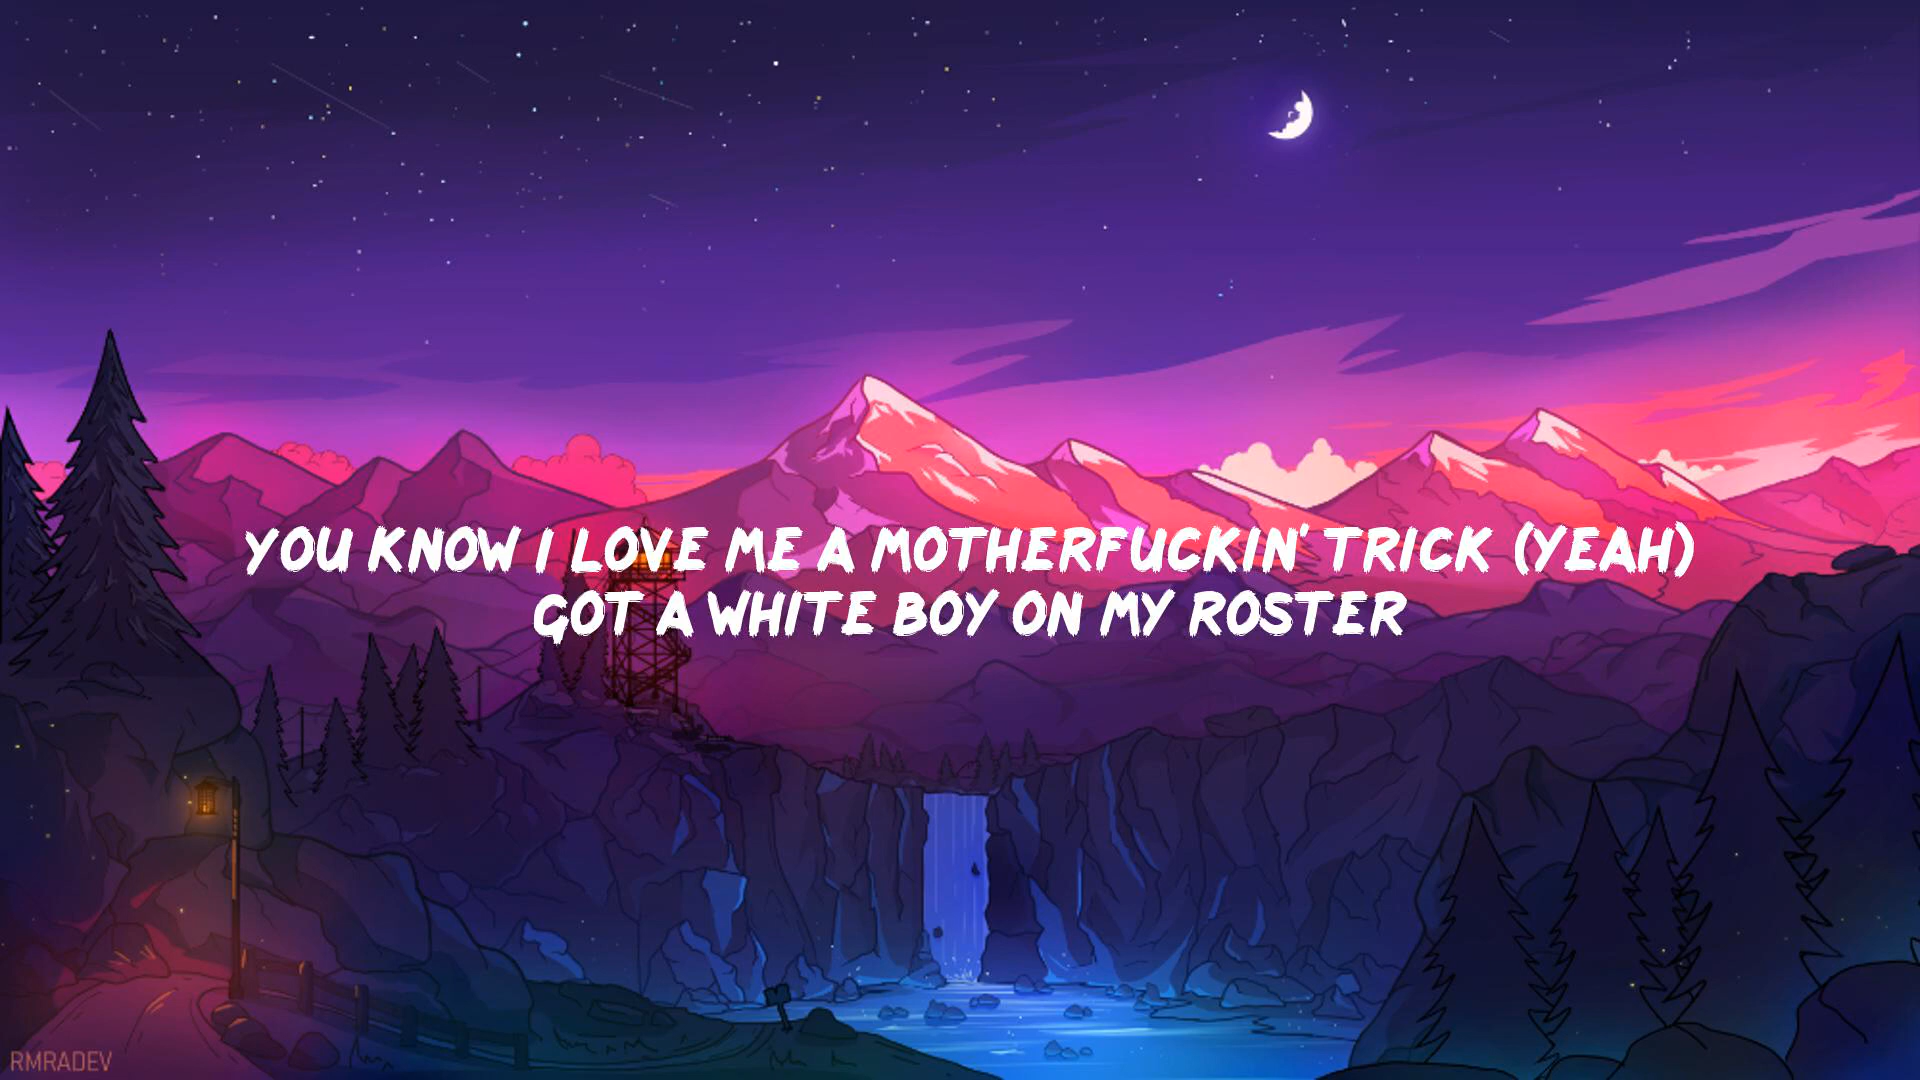 YOU KNOW I LOVE ME A MOTHERFUCKIN' TRICK (YEAH)
GOT A WHITE BOY ON MY ROSTER
RMRADEV